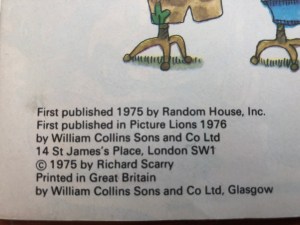 First published 1975 by Random House, Inc.
First published in Picture Lions 1976
by William Collins Sons and Co Ltd
14 St James's Place, London SW1
© 1975 by Richard Scarry
Printed in Great Britain
by William Collins Sons and Co Ltd, Glasgow